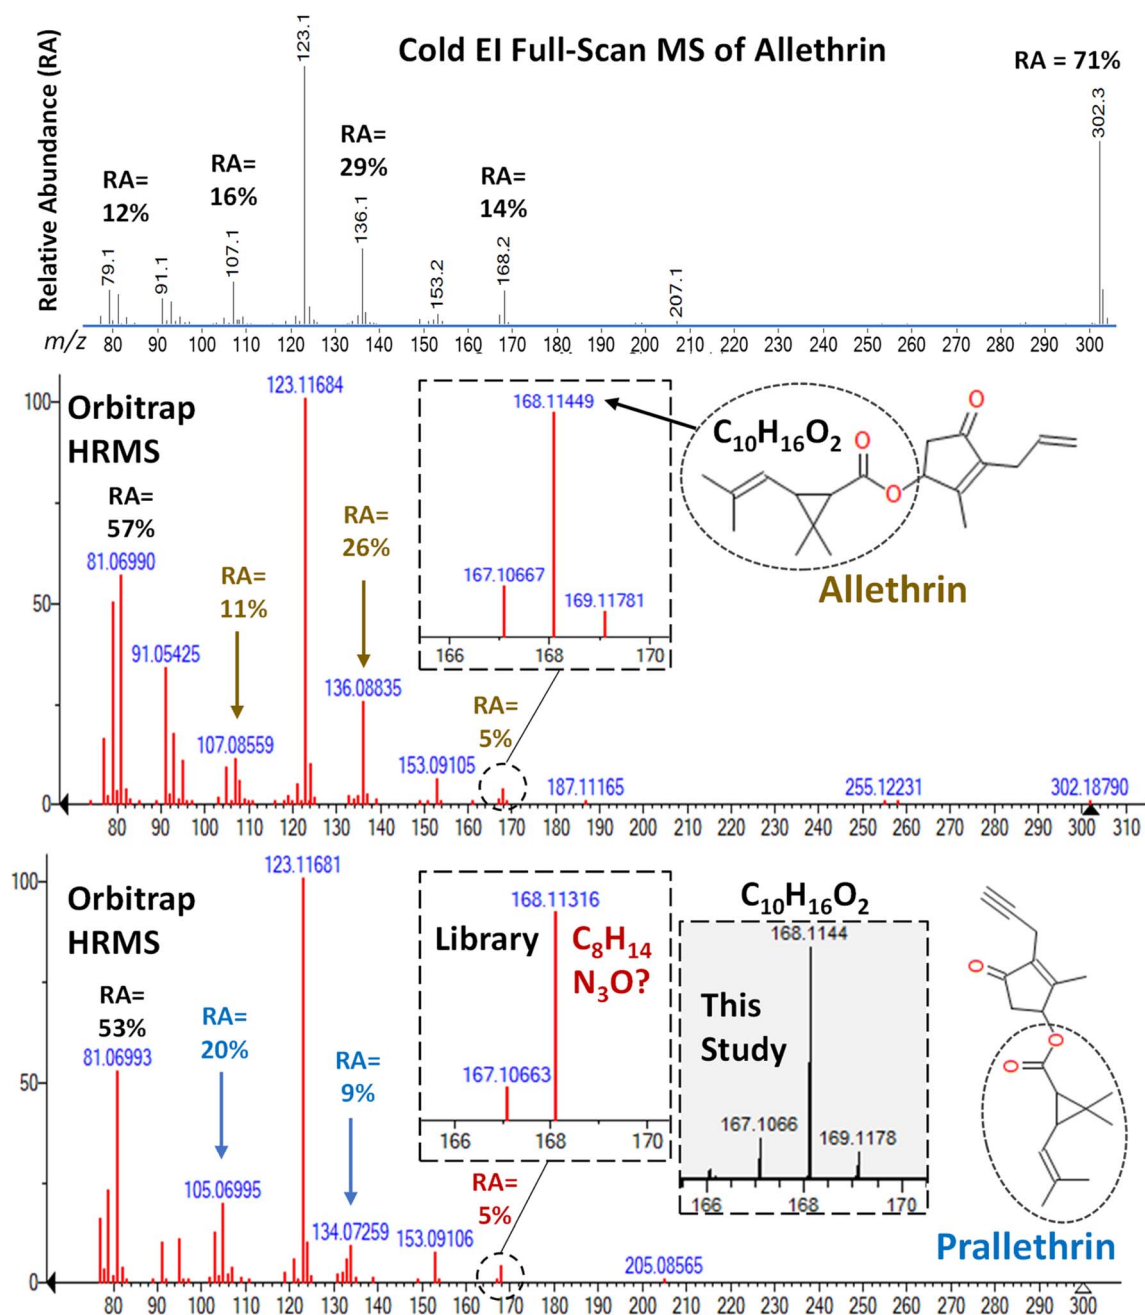 Cold EI Full-Scan MS of Allethrin
Relative Abundance (RA)
RA = 71%
RA=
12%
RA=
16%
RA=
29%
RA=
14%
79.1
91.1
107.1
123.1
136.1
153.2
168.2
207.1
302.3
m/z 80 90 100 110 120 130 140 150 160 170 180 190 200 210 220 230 240 250 260 270 280 290 300
Orbitrap
HRMS
100
50
0
RA=
57%
81.06990
91.05425
RA=
11%
107.08559
123.11684
RA=
26%
136.08835
153.09105
RA=
5%
187.11165
255.12231
302.18790
168.11449
167.10667
169.11781
166 168 170
C10H16O2
O
O
O
Allethrin
80 90 100 110 120 130 140 150 160 170 180 190 200 210 220 230 240 250 260 270 280 290 300 310
Orbitrap
HRMS
100
50
0
RA=
53%
81.06993
RA=
20%
105.06995
123.11681
RA=
9%
134.07259
153.09106
RA=
5%
205.08565
168.11316
Library
C8H14
N3O?
167.10663
166 168 170
C10H16O2
168.1144
This
Study
167.1066
169.1178
166 168 170
O
O
O
Prallethrin
80 90 100 110 120 130 140 150 160 170 180 190 200 210 220 230 240 250 260 270 280 290 300